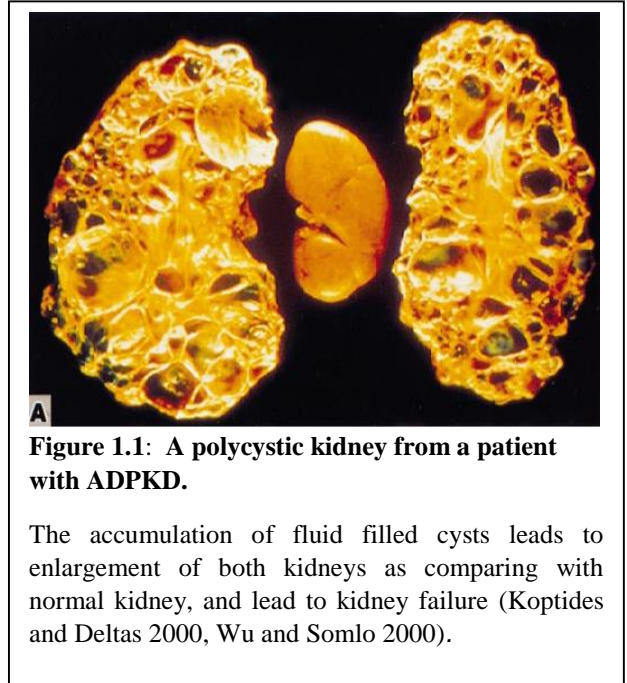 A
Figure 1.1: A polycystic kidney from a patient
with ADPKD.
The accumulation of fluid filled cysts leads to
enlargement of both kidneys as comparing with
normal kidney, and lead to kidney failure (Koptides
and Deltas 2000, Wu and Somlo 2000).